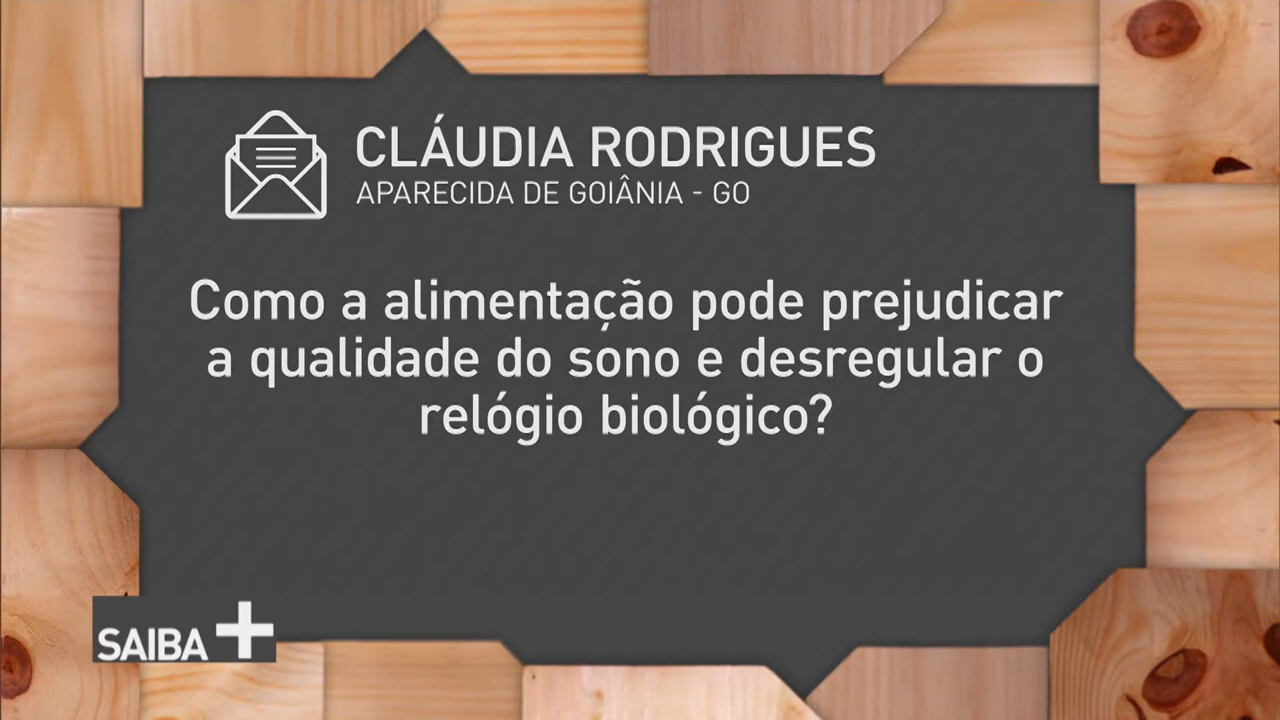 CLÁUDIA RODRIGUES
APARECIDA DE GOIÂNIA - GO
Como a alimentação pode prejudicar
a qualidade do sono e desregular o
relógio biológico?
SAIBA+